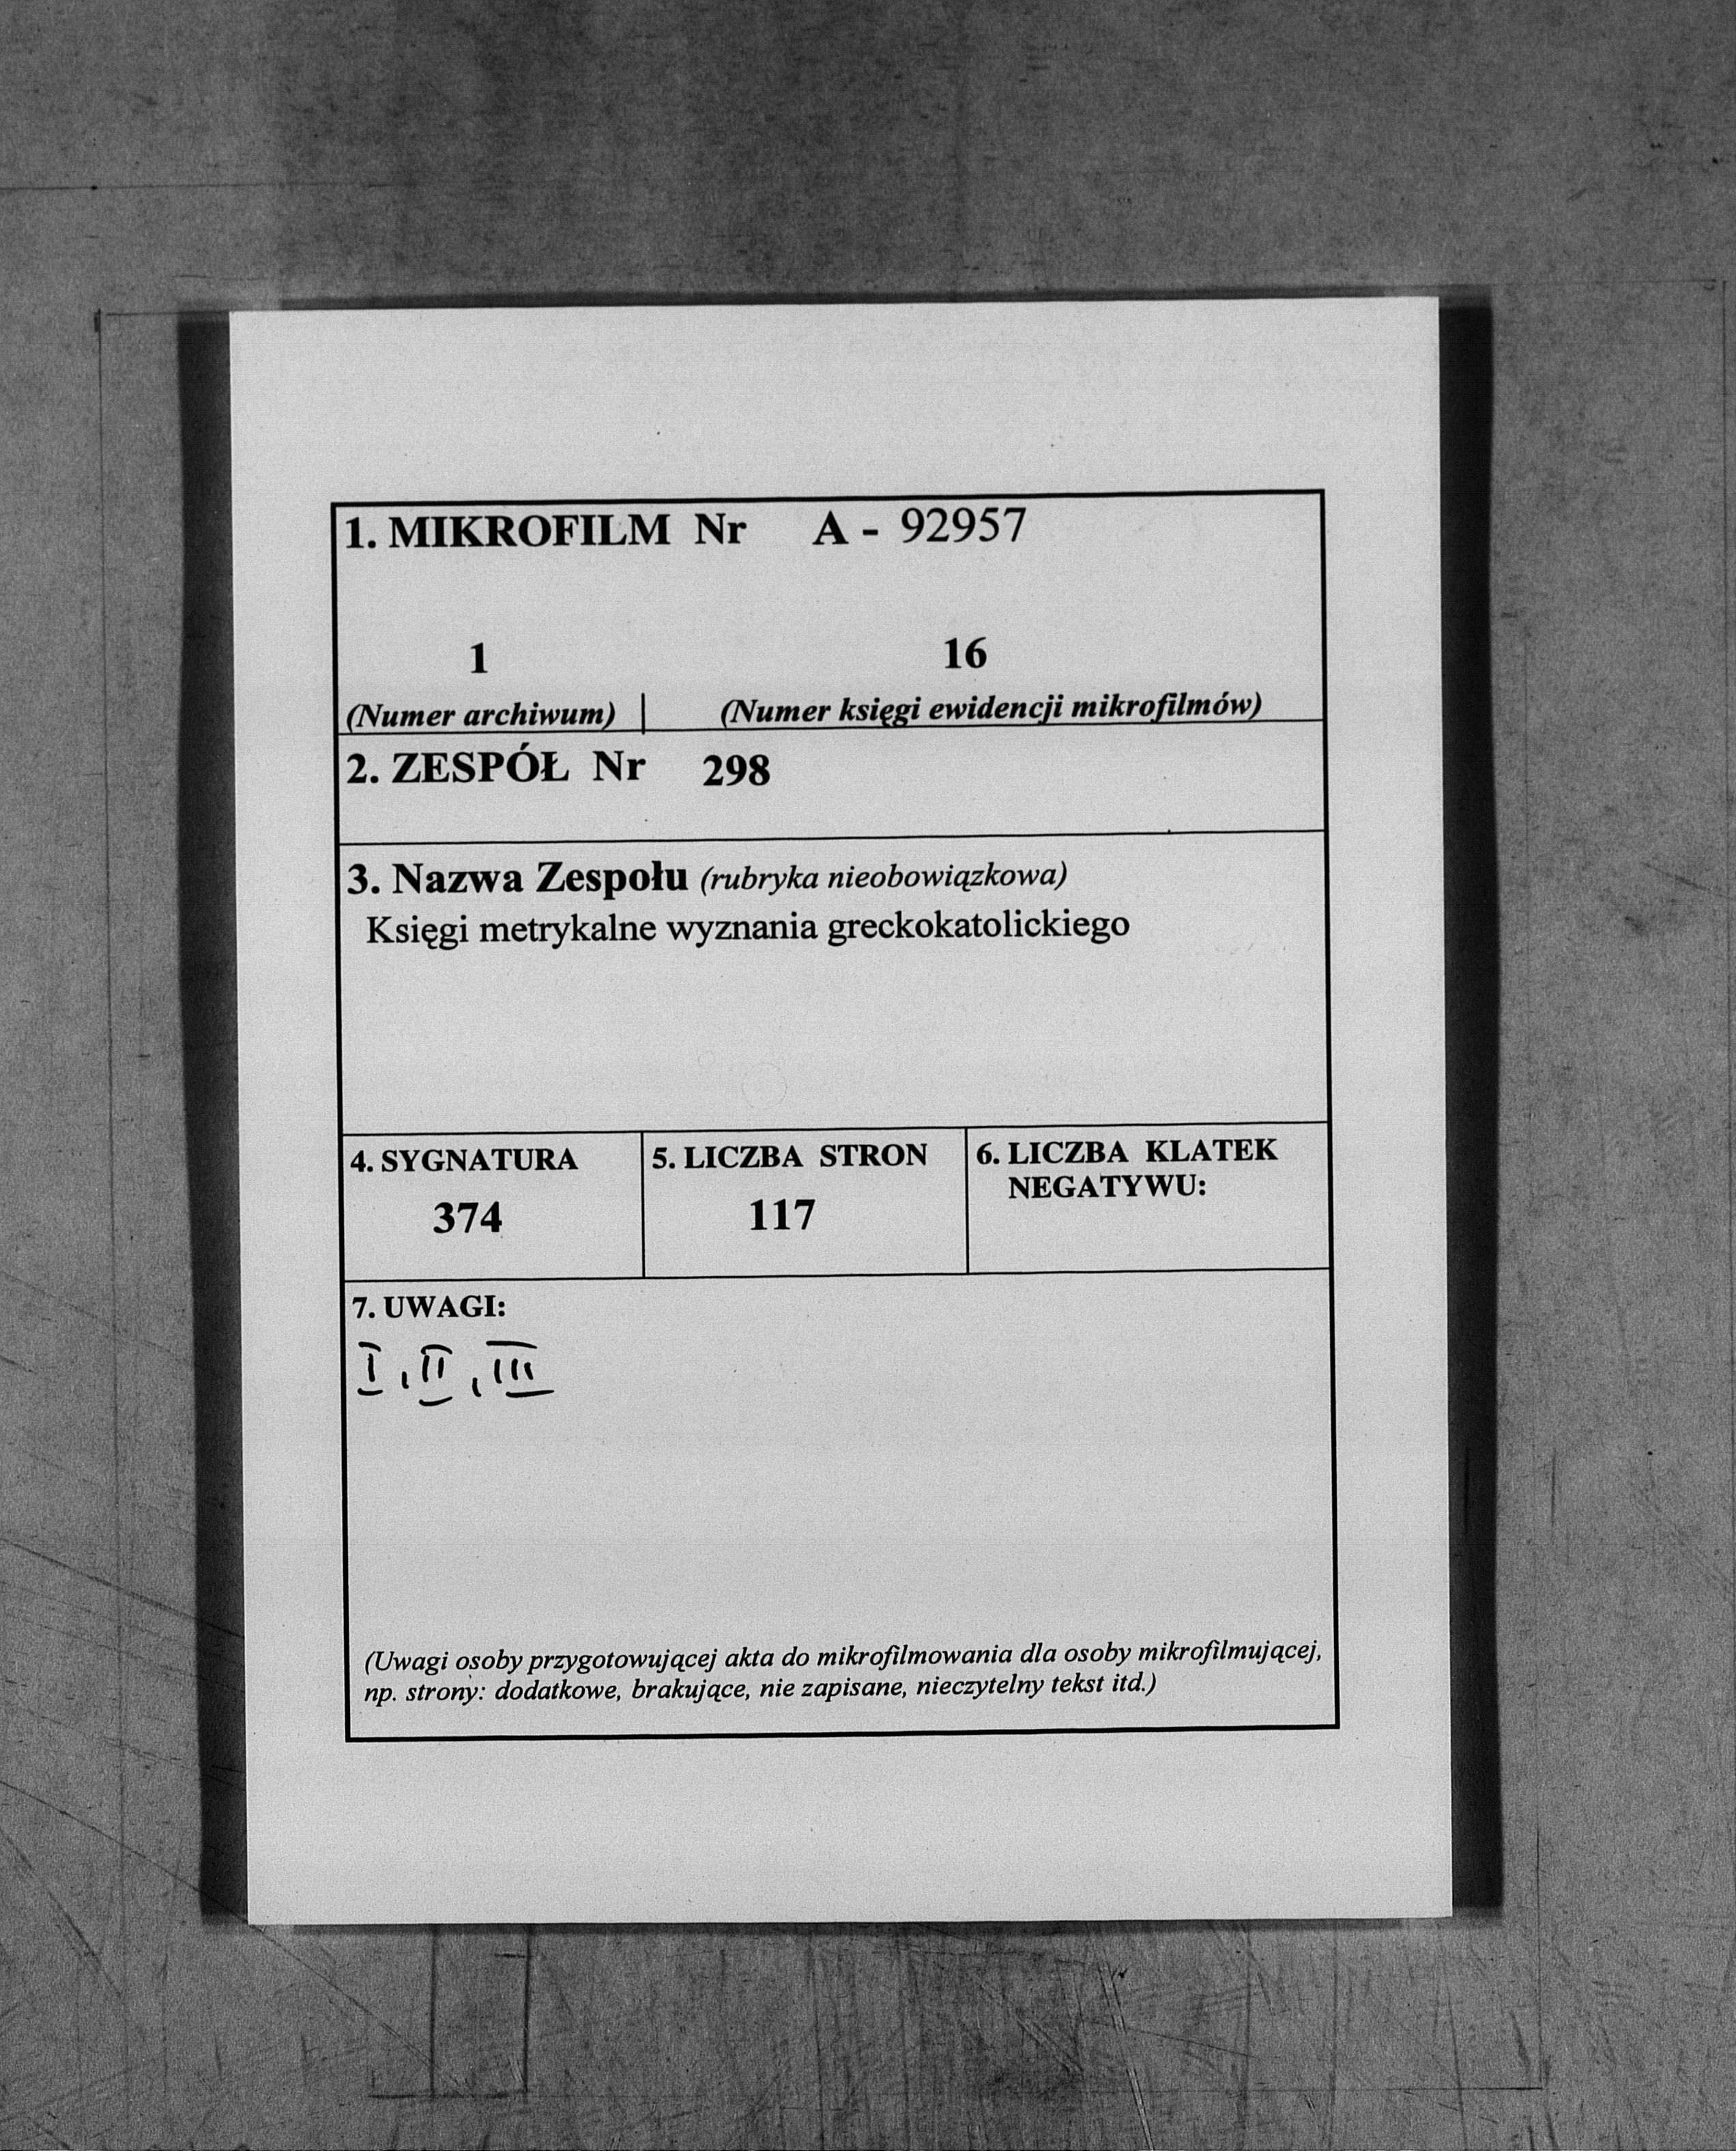 1. MIKROFILM Nr A - 92957
1 16
(Numer archiwum) (Numer księgi ewidencji mikrofilmów)
2. ZESPÓŁ Nr 298
3. Nazwa Zespołu (rubryka nieobowiązkowa)
Księgi metrykalne wyznania greckokatolickiego
4. SYGNATURA
374
5. LICZBA STRON
117
6. LICZBA KLATEK
NEGATYWU:
7. UWAGI:
I, II, III
(Uwagi osoby przygotowującej akta do mikrofilmowania dla osoby mikrofilmującej,
np. strony: dodatkowe, brakujące, nie zapisane, nieczytelny tekst itd.)